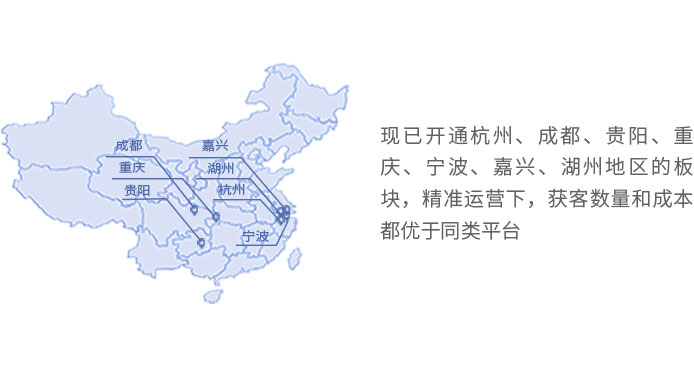 成都
重庆
贵阳
嘉兴
湖州
杭州
宁波
现已开通杭州、成都、贵阳、重
庆、宁波、嘉兴、湖州地区的板
块，精准运营下，获客数量和成本
都优于同类平台